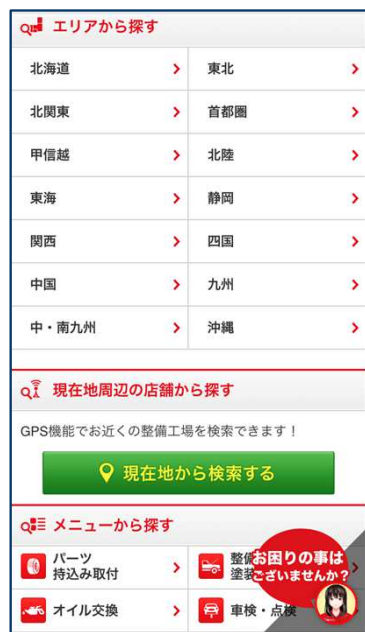 エリアから探す
北海道
東北
北関東
首都圏
甲信越
北陸
東海
静岡
関西
四国
中国
九州
中・南九州
沖縄
現在地周辺の店舗から探す
GPS機能でお近くの整備工場を検索できます！
現在地から検索する
メニューから探す
パーツ
持込み取付
整備
塗装
お困りの事は
ございませんか？
オイル交換
車検・点検